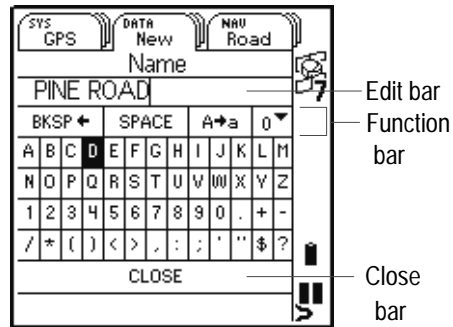 SYS DATA NAV
GPS New Road
Name
PINE ROAD Edit bar
7
BKSP← SPACE A→a 0▼ Function bar
A B C D E F G H I J K L M
N O P Q R S T U V W X Y Z
1 2 3 4 5 6 7 8 9 0 . + -
/ * ( ) < > , : ; ' " $ ?
CLOSE Close bar